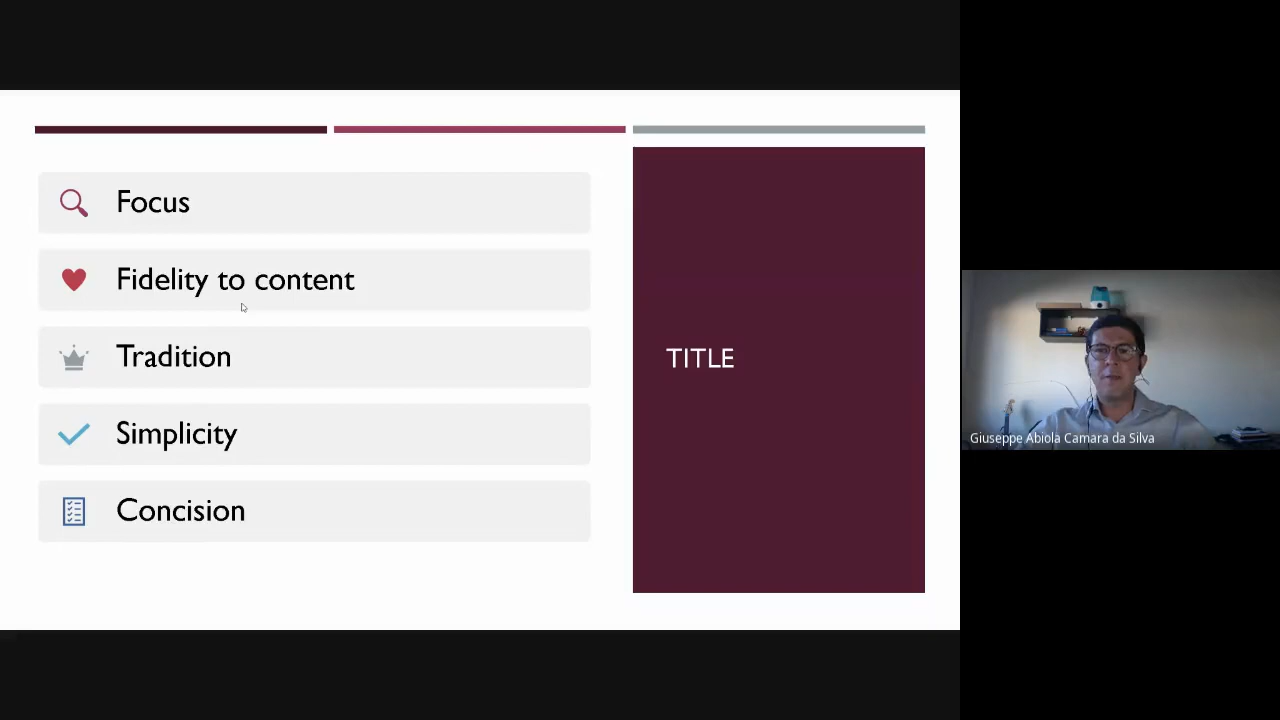 Focus
Fidelity to content
Tradition
Simplicity
Concision
TITLE
Giuseppe Abiola Camara da Silva